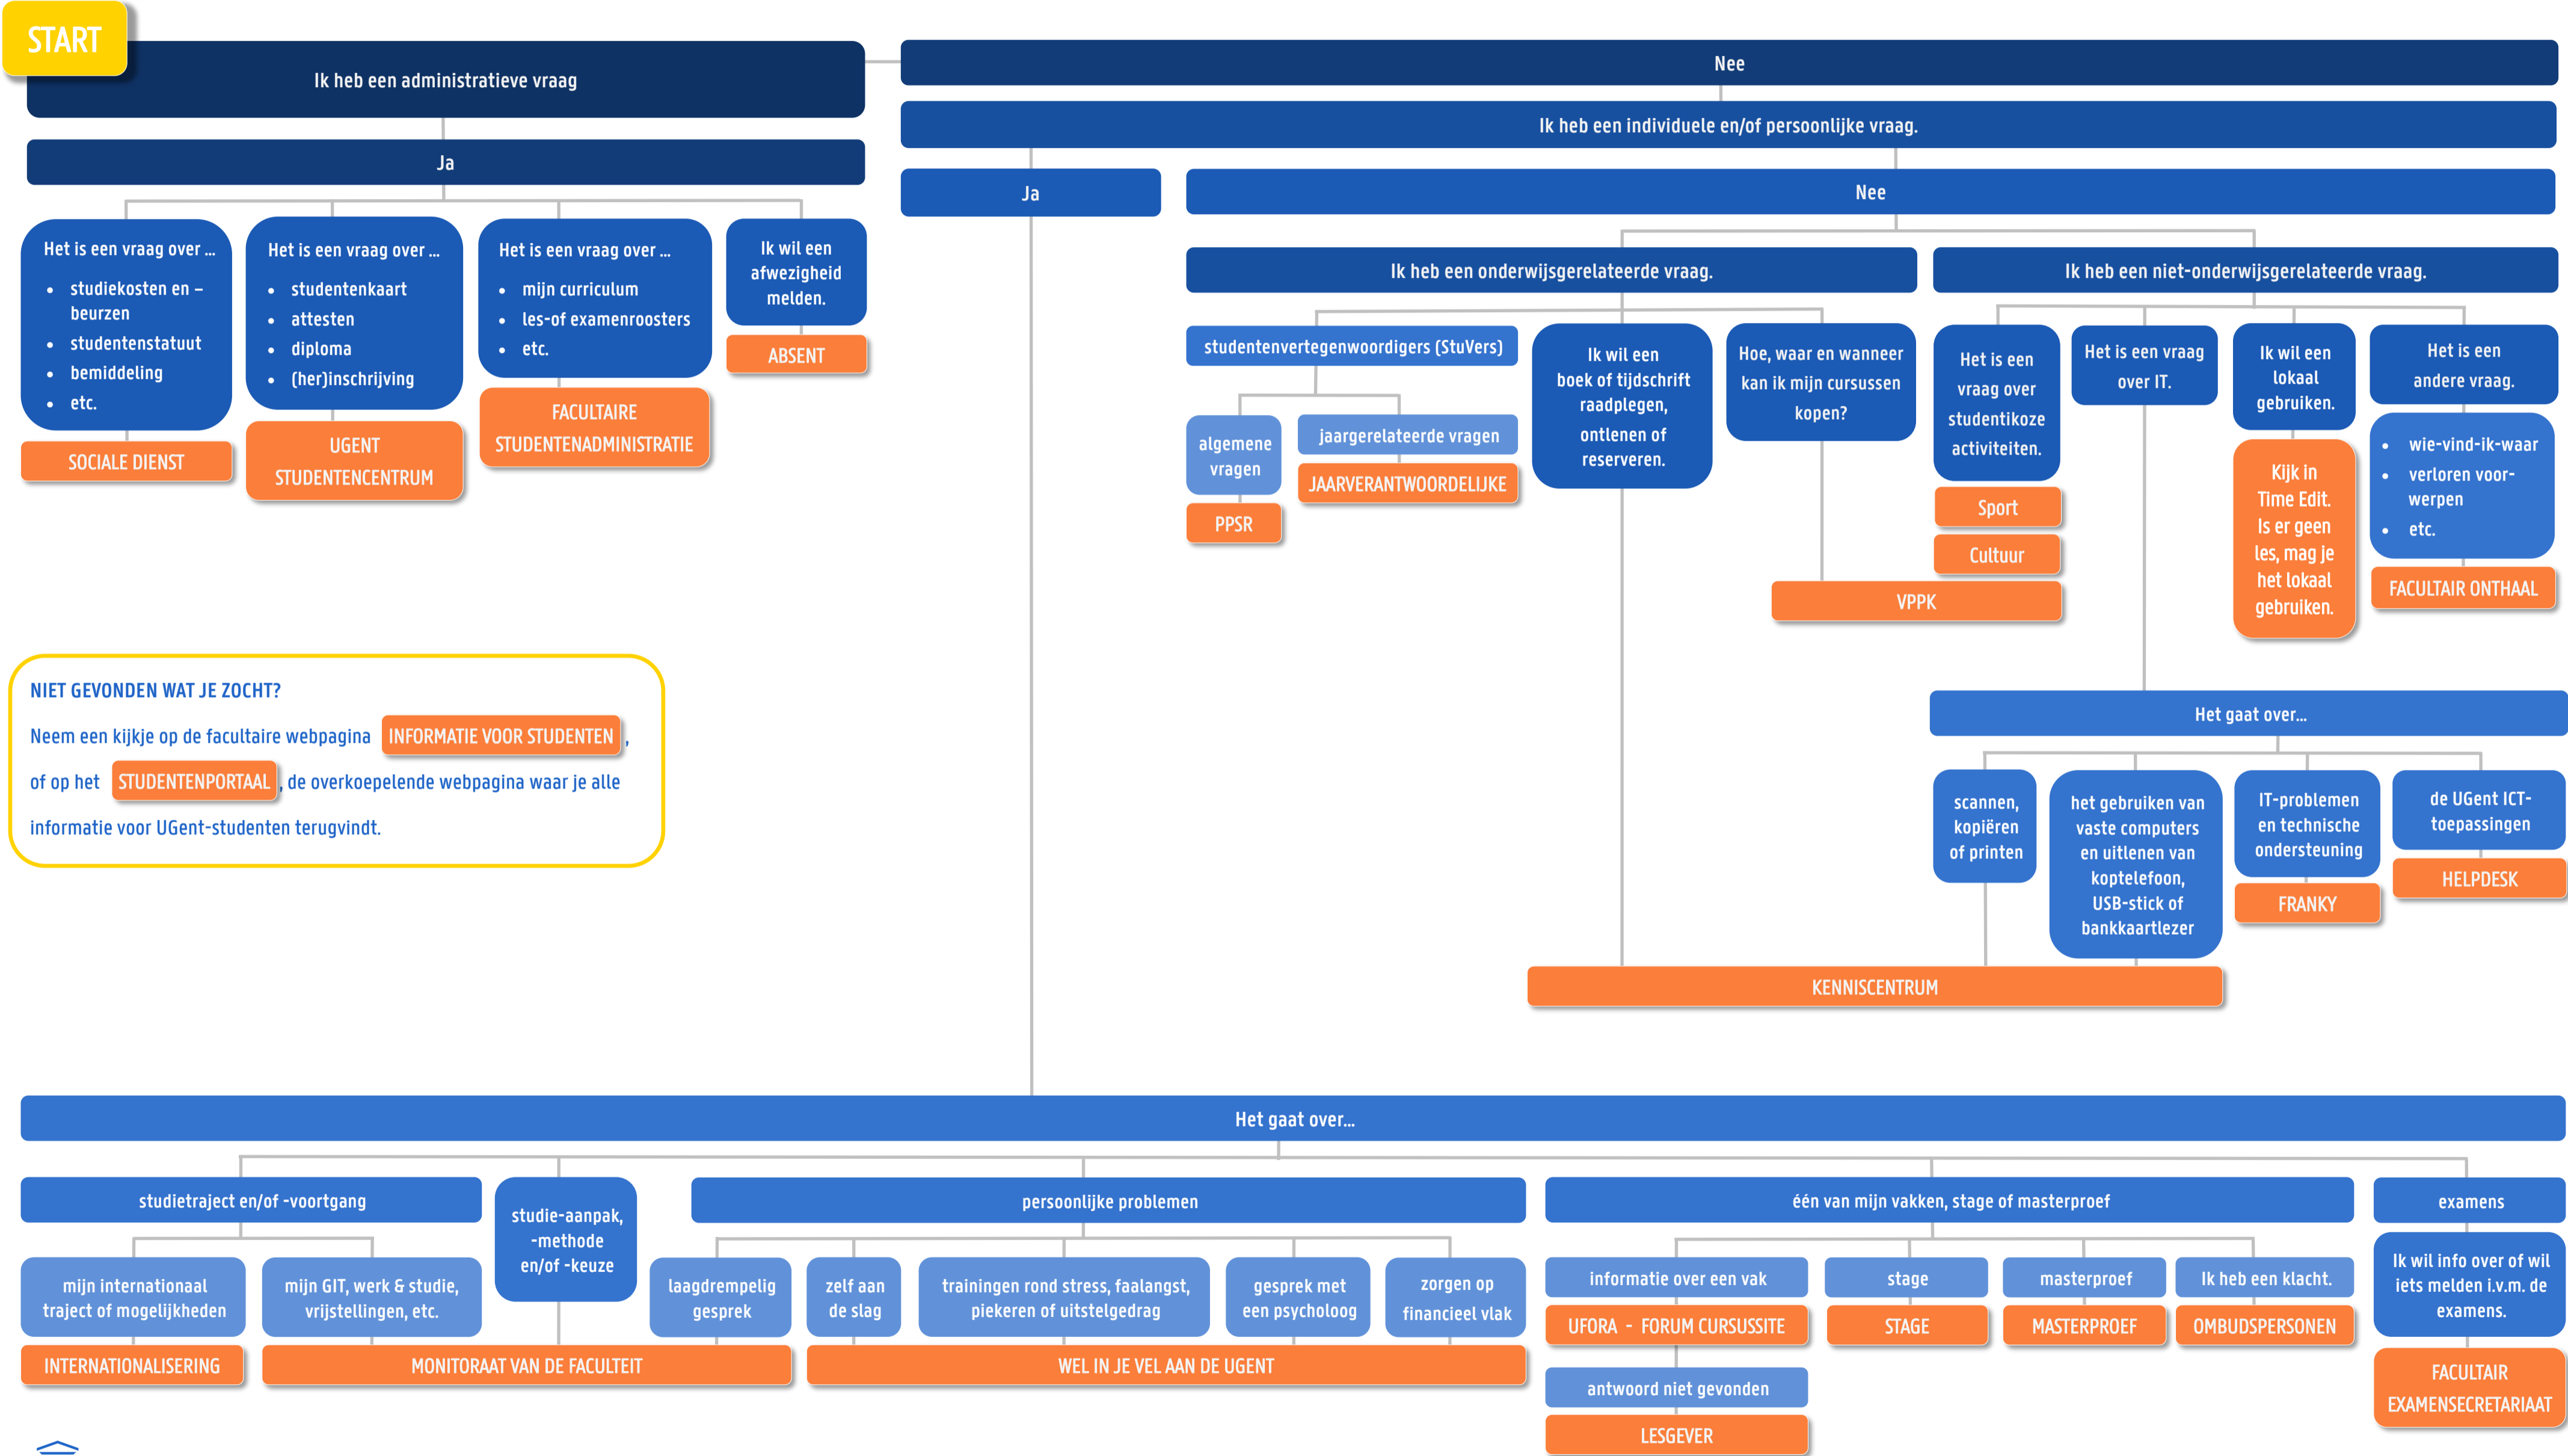 START
Ik heb een administratieve vraag
Ja
Het is een vraag over ...
• studiekosten en –
beurzen
• studentenstatuut
• bemiddeling
• etc.
SOCIALE DIENST
Het is een vraag over ...
• studentenkaart
• attesten
• diploma
• (her)inschrijving
UGENT
STUDENTENCENTRUM
Het is een vraag over ...
• mijn curriculum
• les-of examenroosters
• etc.
FACULTAIRE
STUDENTENADMINISTRATIE
Ik wil een
afwezigheid
melden.
ABSENT
Nee
Ik heb een individuele en/of persoonlijke vraag.
Ja
Nee
Ik heb een onderwijsgerelateerde vraag.
studentenvertegenwoordigers (StuVers)
algemene
vragen
PPSR
jaargerelateerde vragen
JAARVERANTWOORDELIJKE
Ik wil een
boek of tijdschrift
raadplegen,
ontlenen of
reserveren.
Hoe, waar en wanneer
kan ik mijn cursussen
kopen?
Ik heb een niet-onderwijsgerelateerde vraag.
Het is een
vraag over
studentikoze
activiteiten.
Sport
Cultuur
VPPK
Het is een vraag
over IT.
Ik wil een
lokaal
gebruiken.
Kijk in
Time Edit.
Is er geen
les, mag je
het lokaal
gebruiken.
Het is een
andere vraag.
• wie-vind-ik-waar
• verloren voor-
werpen
• etc.
FACULTAIR ONTHAAL
NIET GEVONDEN WAT JE ZOCHT?
Neem een kijkje op de facultaire webpagina INFORMATIE VOOR STUDENTEN ,
of op het STUDENTENPORTAAL , de overkoepelende webpagina waar je alle
informatie voor UGent-studenten terugvindt.
Het gaat over...
scannen,
kopiëren
of printen
het gebruiken van
vaste computers
en uitlenen van
koptelefoon,
USB-stick of
bankkaartlezer
IT-problemen
en technische
ondersteuning
FRANKY
de UGent ICT-
toepassingen
HELPDESK
KENNISCENTRUM
Het gaat over...
studietraject en/of -voortgang
mijn internationaal
traject of mogelijkheden
INTERNATIONALISERING
mijn GIT, werk & studie,
vrijstellingen, etc.
studie-aanpak,
-methode
en/of -keuze
persoonlijke problemen
laagdrempelig
gesprek
MONITORAAT VAN DE FACULTEIT
zelf aan
de slag
trainingen rond stress, faalangst,
piekeren of uitstelgedrag
gesprek met
een psycholoog
zorgen op
financieel vlak
WEL IN JE VEL AAN DE UGENT
één van mijn vakken, stage of masterproef
informatie over een vak
UFORA - FORUM CURSUSSITE
antwoord niet gevonden
LESGEVER
stage
STAGE
masterproef
MASTERPROEF
Ik heb een klacht.
OMBUDSPERSONEN
examens
Ik wil info over of wil
iets melden i.v.m. de
examens.
FACULTAIR
EXAMENSECRETARIAAT